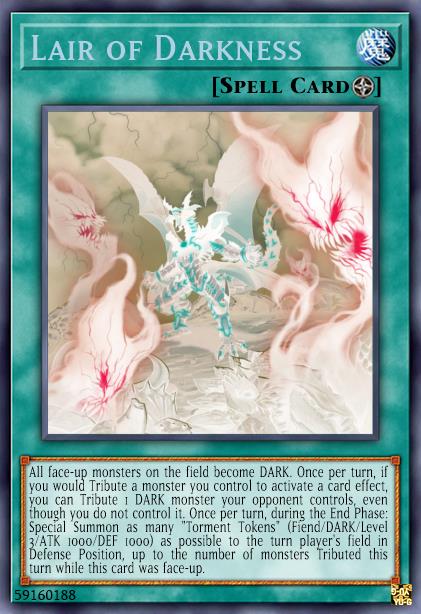 Lair of Darkness
魔
[Spell Card]
All face-up monsters on the field become DARK. Once per turn, if
you would Tribute a monster you control to activate a card effect,
you can Tribute 1 DARK monster your opponent controls, even
though you do not control it. Once per turn, during the End Phase:
Special Summon as many "Torment Tokens" (Fiend/DARK/Level
3/ATK 1000/DEF 1000) as possible to the turn player's field in
Defense Position, up to the number of monsters Tributed this
turn while this card was face-up.
59160188